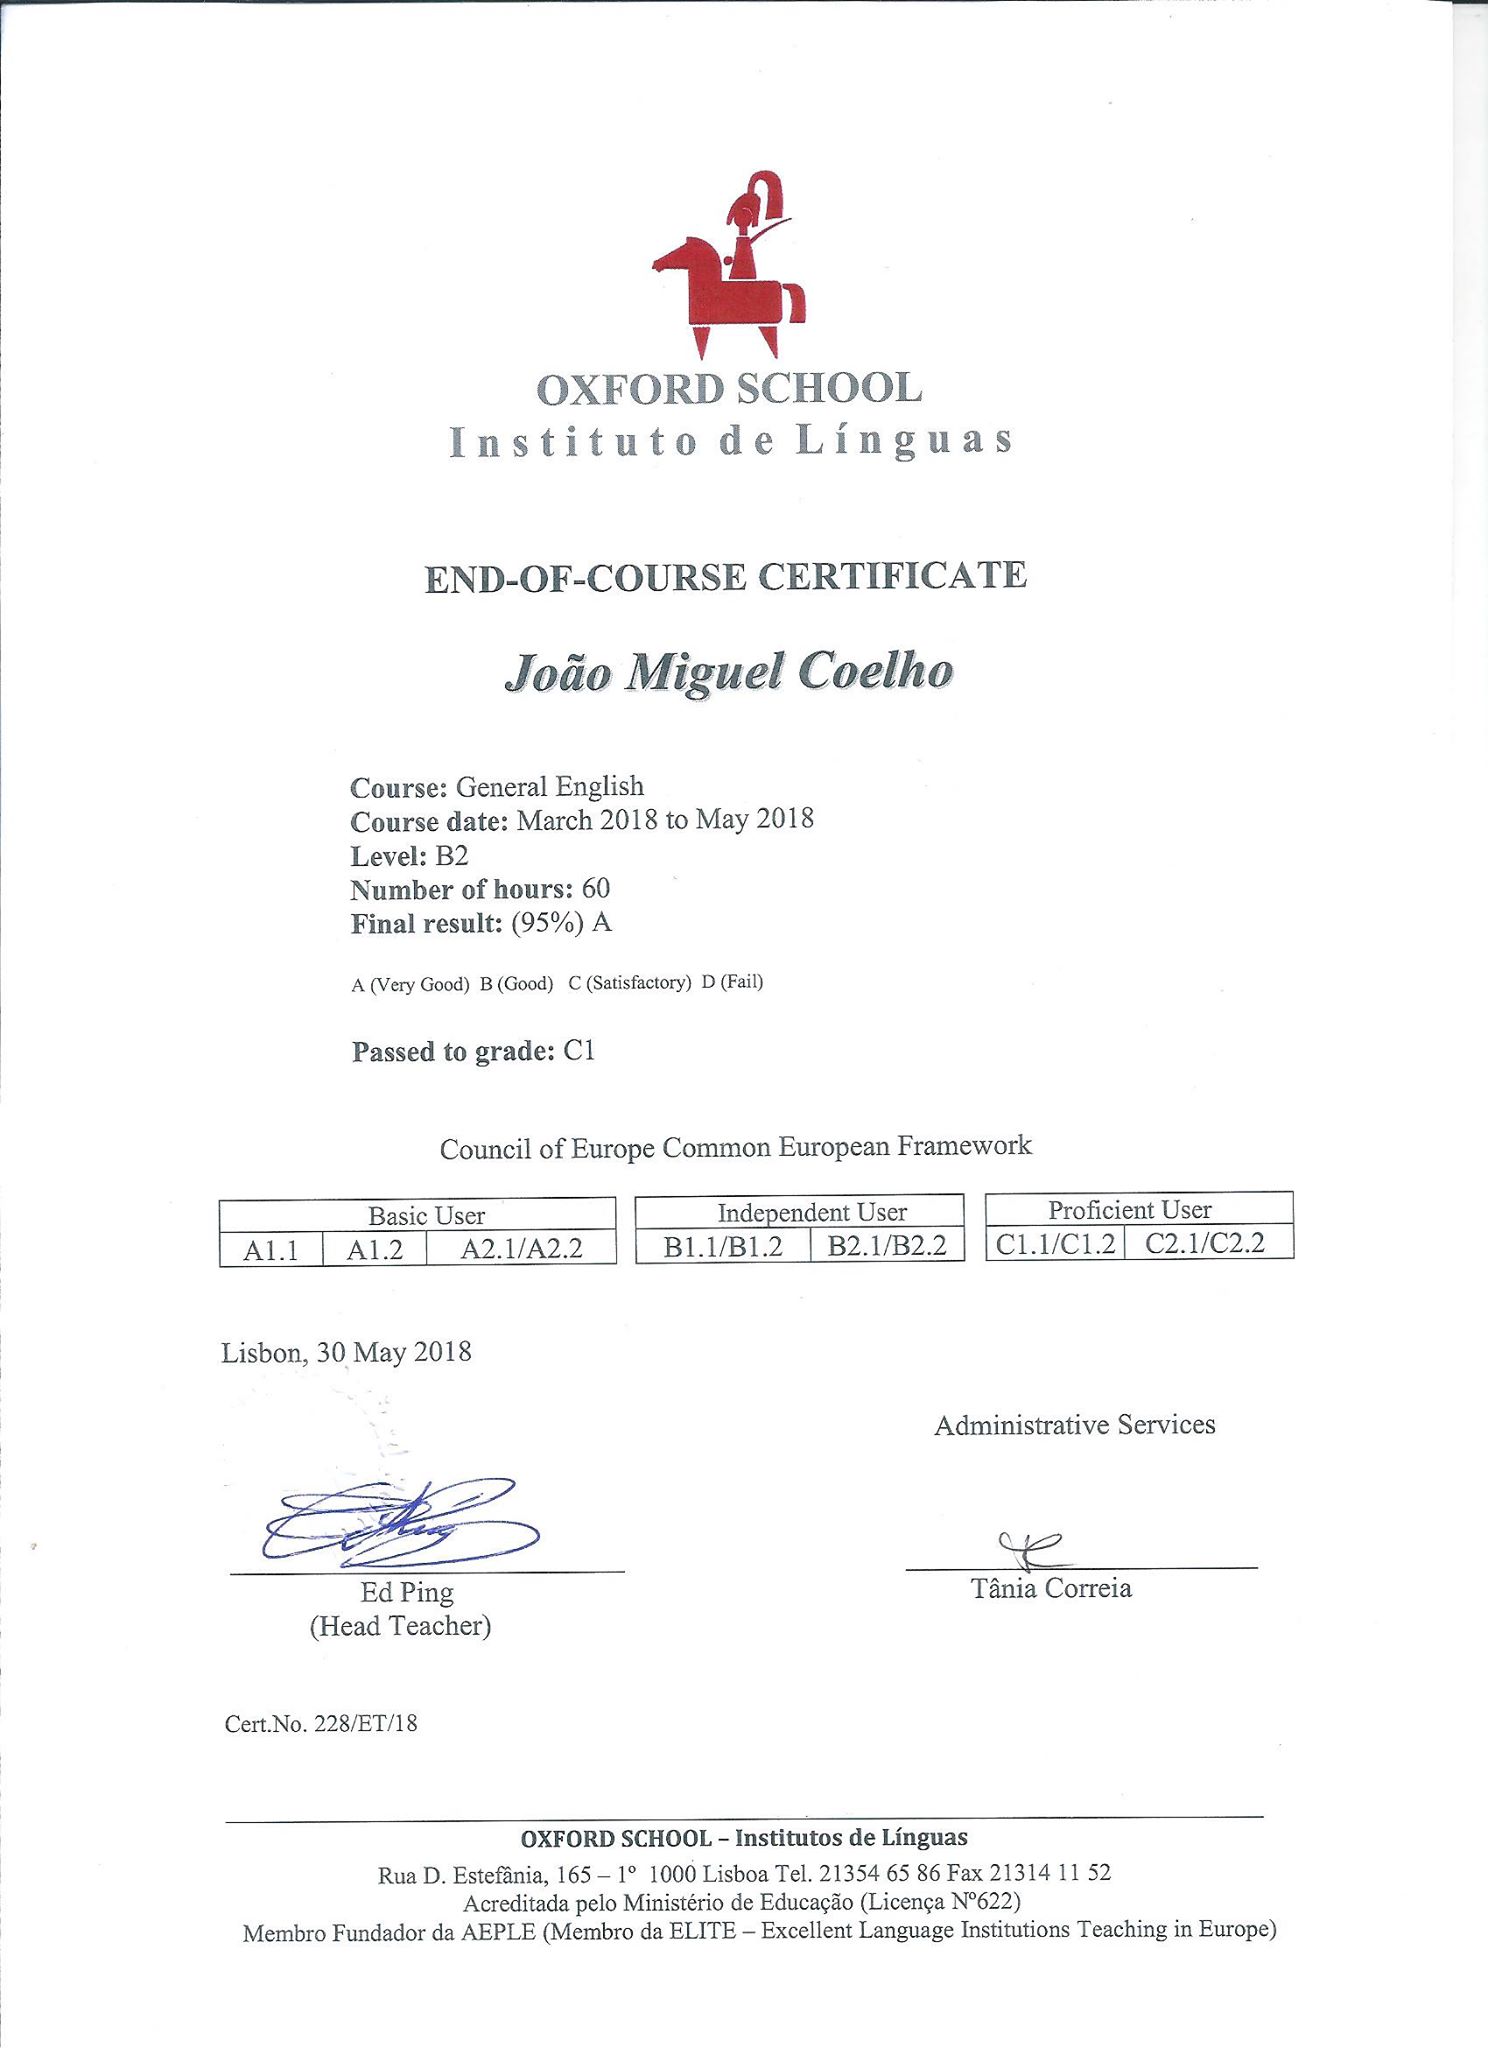 OXFORD SCHOOL
Instituto de Línguas
END-OF-COURSE CERTIFICATE
João Miguel Coelho
Course: General English
Course date: March 2018 to May 2018
Level: B2
Number of hours: 60
Final result: (95%) A
A (Very Good) B (Good) C (Satisfactory) D (Fail)
Passed to grade: C1
Council of Europe Common European Framework
Basic User Independent User Proficient User
A1.1 A1.2 A2.1/A2.2 B1.1/B1.2 B2.1/B2.2 C1.1/C1.2 C2.1/C2.2
Lisbon, 30 May 2018
Administrative Services
Ed Ping
(Head Teacher)
Tânia Correia
Cert.No. 228/ET/18
OXFORD SCHOOL – Institutos de Línguas
Rua D. Estefânia, 165 – 1º 1000 Lisboa Tel. 21354 65 86 Fax 21314 11 52
Acreditada pelo Ministério de Educação (Licença Nº622)
Membro Fundador da AEPLE (Membro da ELITE – Excellent Language Institutions Teaching in Europe)